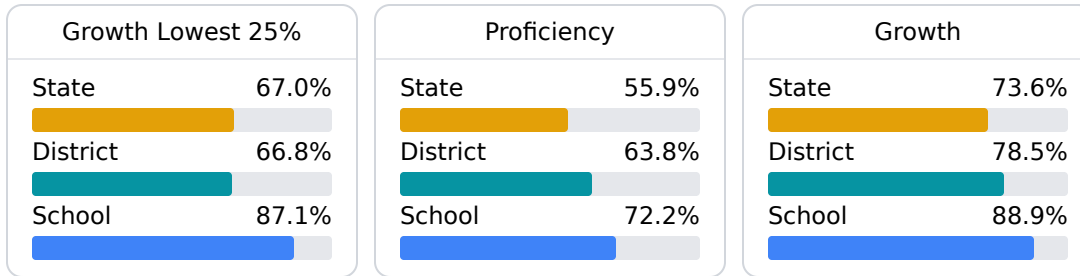 Growth Lowest 25%
State 67.0%
District 66.8%
School 87.1%
Proficiency
State 55.9%
District 63.8%
School 72.2%
Growth
State 73.6%
District 78.5%
School 88.9%